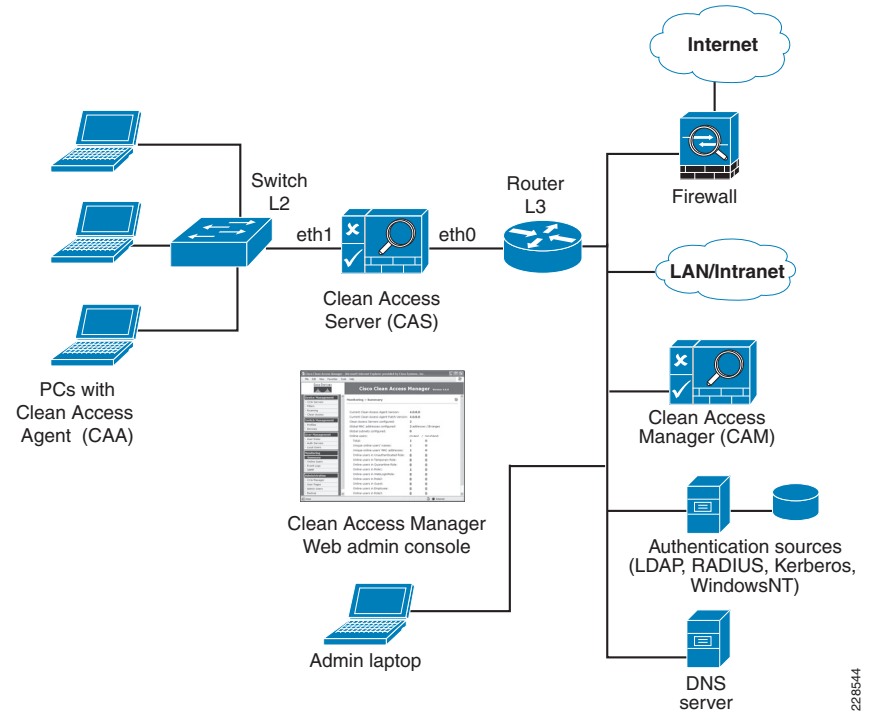 Internet
Firewall
Switch
L2
Router
L3
eth1
eth0
LAN/Intranet
Clean Access
Server (CAS)
PCs with
Clean Access
Agent (CAA)
Cisco Clean Access Manager
Monitoring > Summary
Clean Access Manager
Web admin console
Clean Access
Manager (CAM)
Authentication sources
(LDAP, RADIUS, Kerberos,
WindowsNT)
Admin laptop
DNS
server
228544